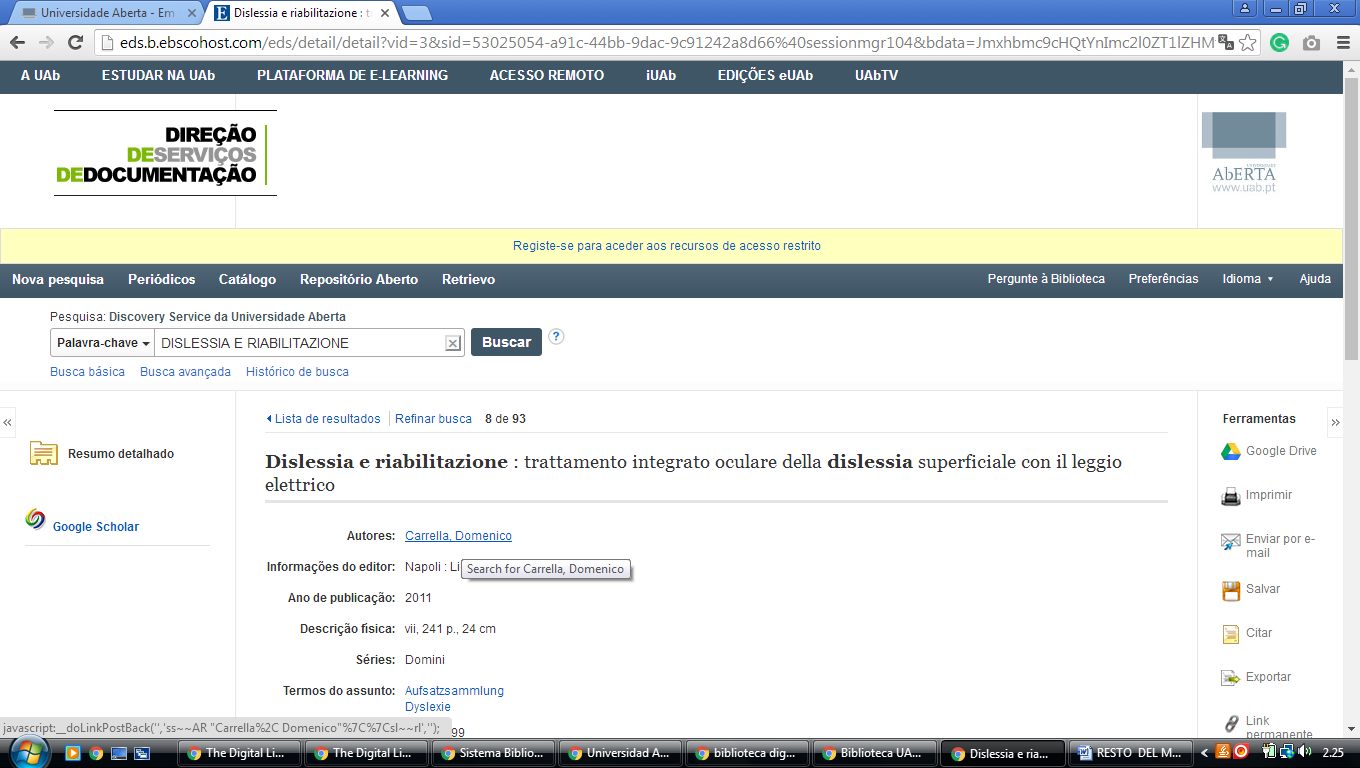 Universidade Aberta - Em
Dislessia e riabilitazione : t
eds.b.ebscohost.com/eds/detail/detail?vid=3&sid=53025054-a91c-44bb-9dac-9c91242a8d66%40sessionmgr104&bdata=Jmxhbmc9cHQtYnImc2l0ZT1lZHM
A UAb ESTUDAR NA UAb PLATAFORMA DE E-LEARNING ACESSO REMOTO iUAb EDIÇÕES eUAb UAbTV
DIREÇÃO
DESERVIÇOS
DEDOCUMENTAÇÃO
UNIVERSIDADE
AbERTA
www.uab.pt
Registe-se para aceder aos recursos de acesso restrito
Nova pesquisa Periódicos Catálogo Repositório Aberto Retrievo Pergunte à Biblioteca Preferências Idioma Ajuda
Pesquisa: Discovery Service da Universidade Aberta
Palavra-chave DISLESSIA E RIABILITAZIONE Buscar ?
Busca básica Busca avançada Histórico de busca
« Lista de resultados Refinar busca 8 de 93 Ferramentas »
Resumo detalhado
Google Scholar
Dislessia e riabilitazione : trattamento integrato oculare della dislessia superficiale con il leggio
elettrico
Autores: Carrella, Domenico
Informações do editor: Napoli : Li
Search for Carrella, Domenico
Ano de publicação: 2011
Descrição física: vii, 241 p., 24 cm
Séries: Domini
Termos do assunto: Aufsatzsammlung
Dyslexie
99
Google Drive
Imprimir
Enviar por e-
mail
Salvar
Citar
Exportar
Link
permanente
javascript:__doLinkPostBack('','ss~~AR "Carrella%2C Domenico"%7C%7Csl~~rl','');
The Digital Li... The Digital Li... Sistema Biblio... Universidad A... biblioteca dig... Biblioteca UA... Dislessia e ria... RESTO DEL M... 2.25